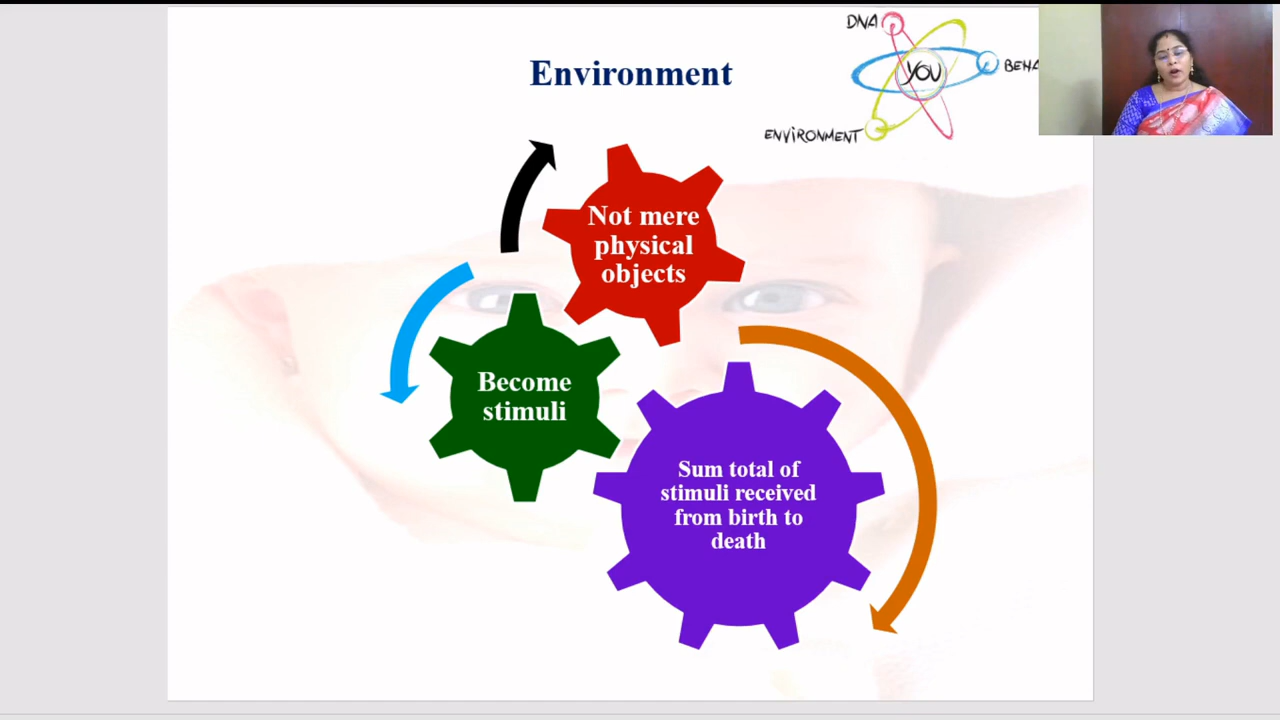 Environment
DNA
YOU
BEHA
ENVIRONMENT
Not mere
physical
objects
Become
stimuli
Sum total of
stimuli received
from birth to
death